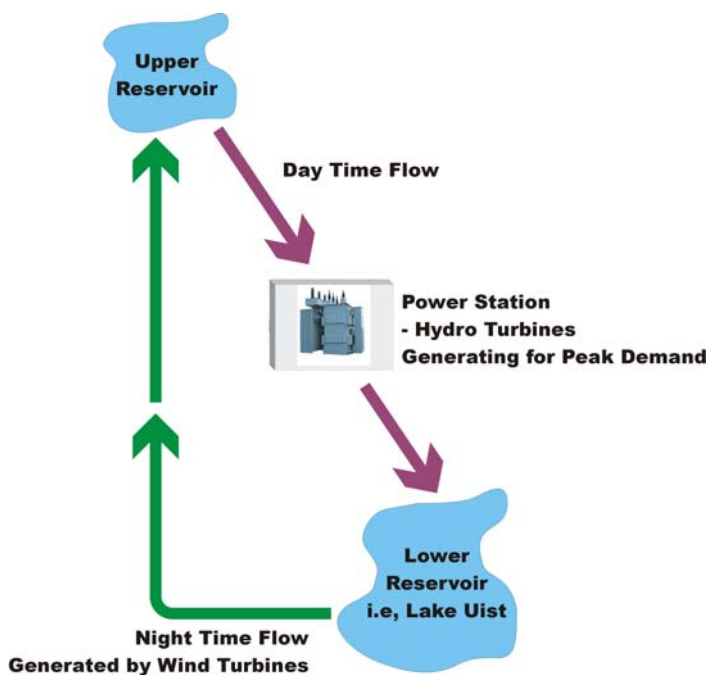 Upper
Reservoir
Day Time Flow
Power Station
- Hydro Turbines
Generating for Peak Demand
Lower
Reservoir
i.e, Lake Uist
Night Time Flow
Generated by Wind Turbines